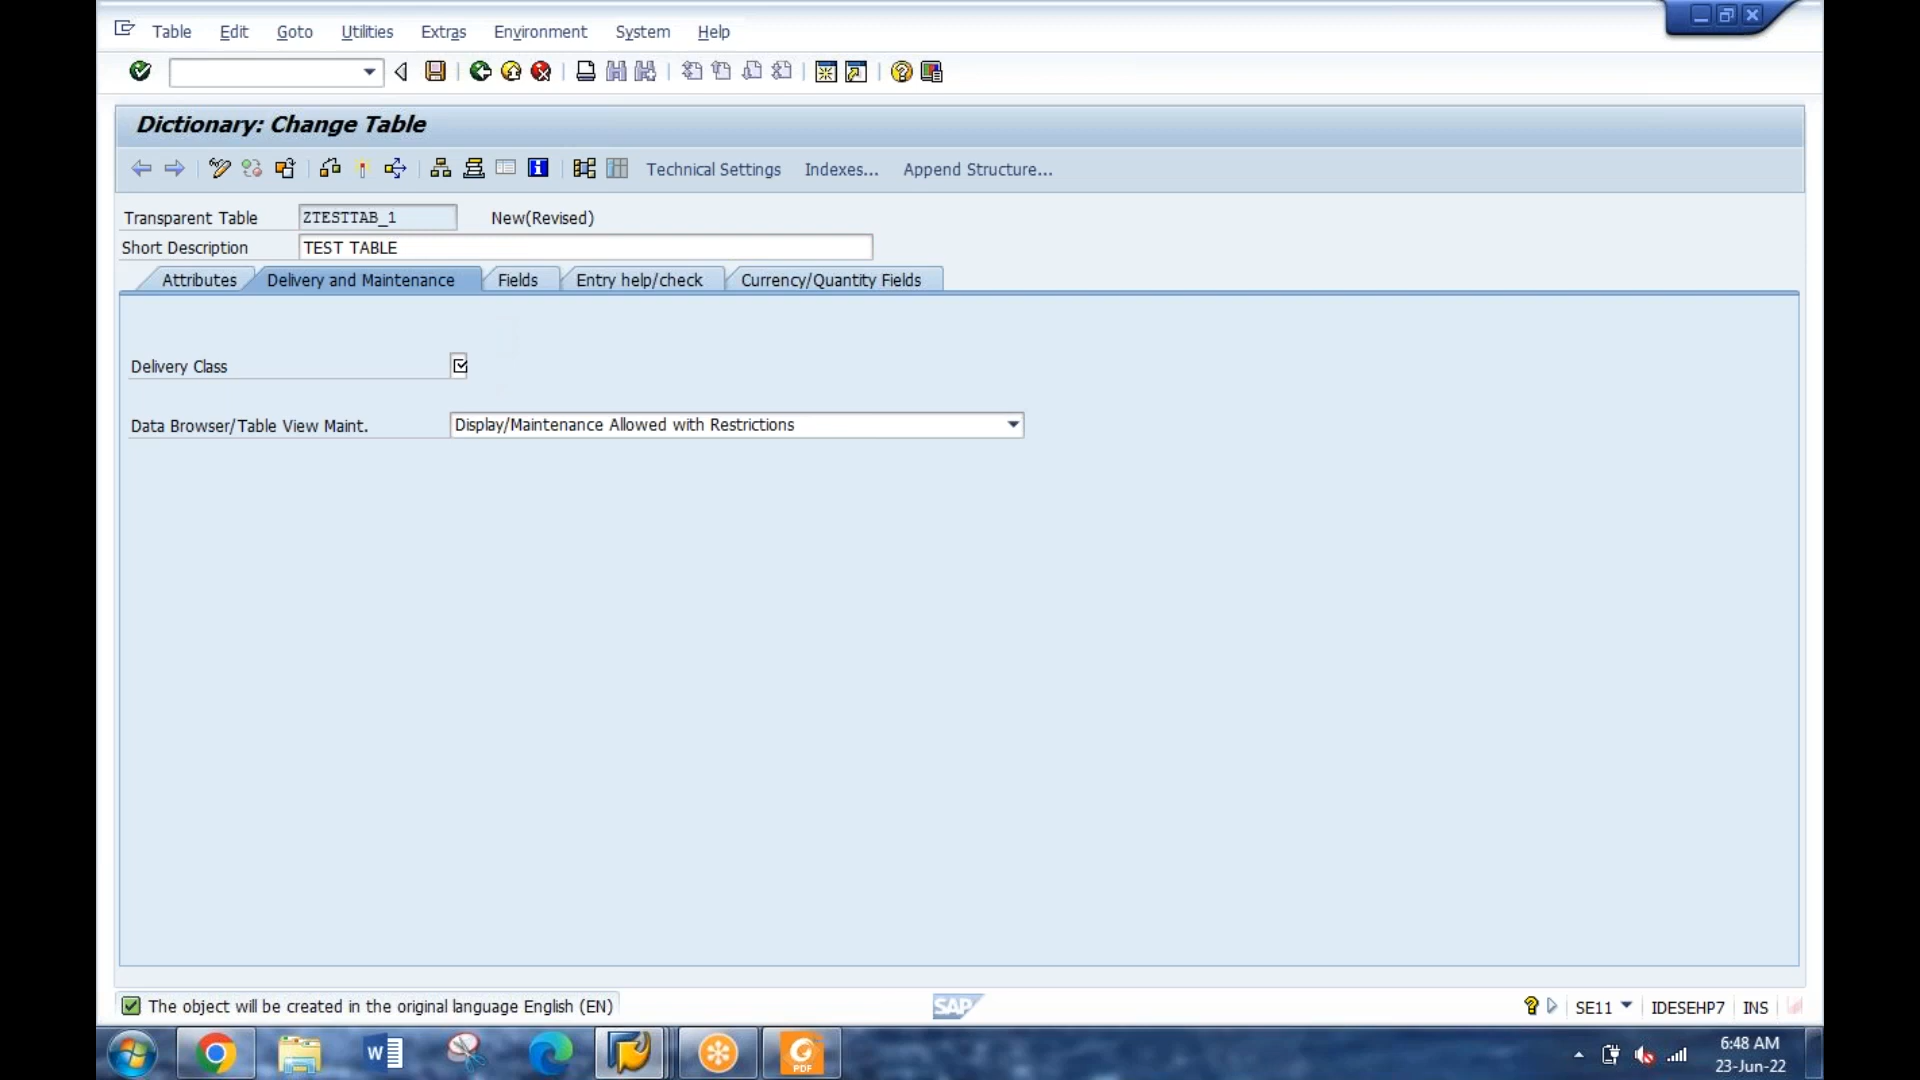 Table Edit Goto Utilities Extras Environment System Help
Dictionary: Change Table
Technical Settings Indexes... Append Structure...
Transparent Table ZTESTTAB_1 New(Revised)
Short Description TEST TABLE
Attributes Delivery and Maintenance Fields Entry help/check Currency/Quantity Fields
Delivery Class
Data Browser/Table View Maint. Display/Maintenance Allowed with Restrictions
The object will be created in the original language English (EN) SAP SE11 IDESEHP7 INS
W PDF 6:48 AM
23-Jun-22